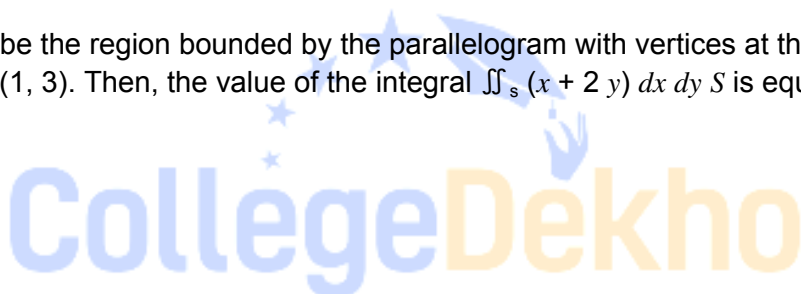 be the region bounded by the parallelogram with vertices at th
(1, 3). Then, the value of the integral ∬ s (x + 2 y) dx dy S is equ
CollegeDekho